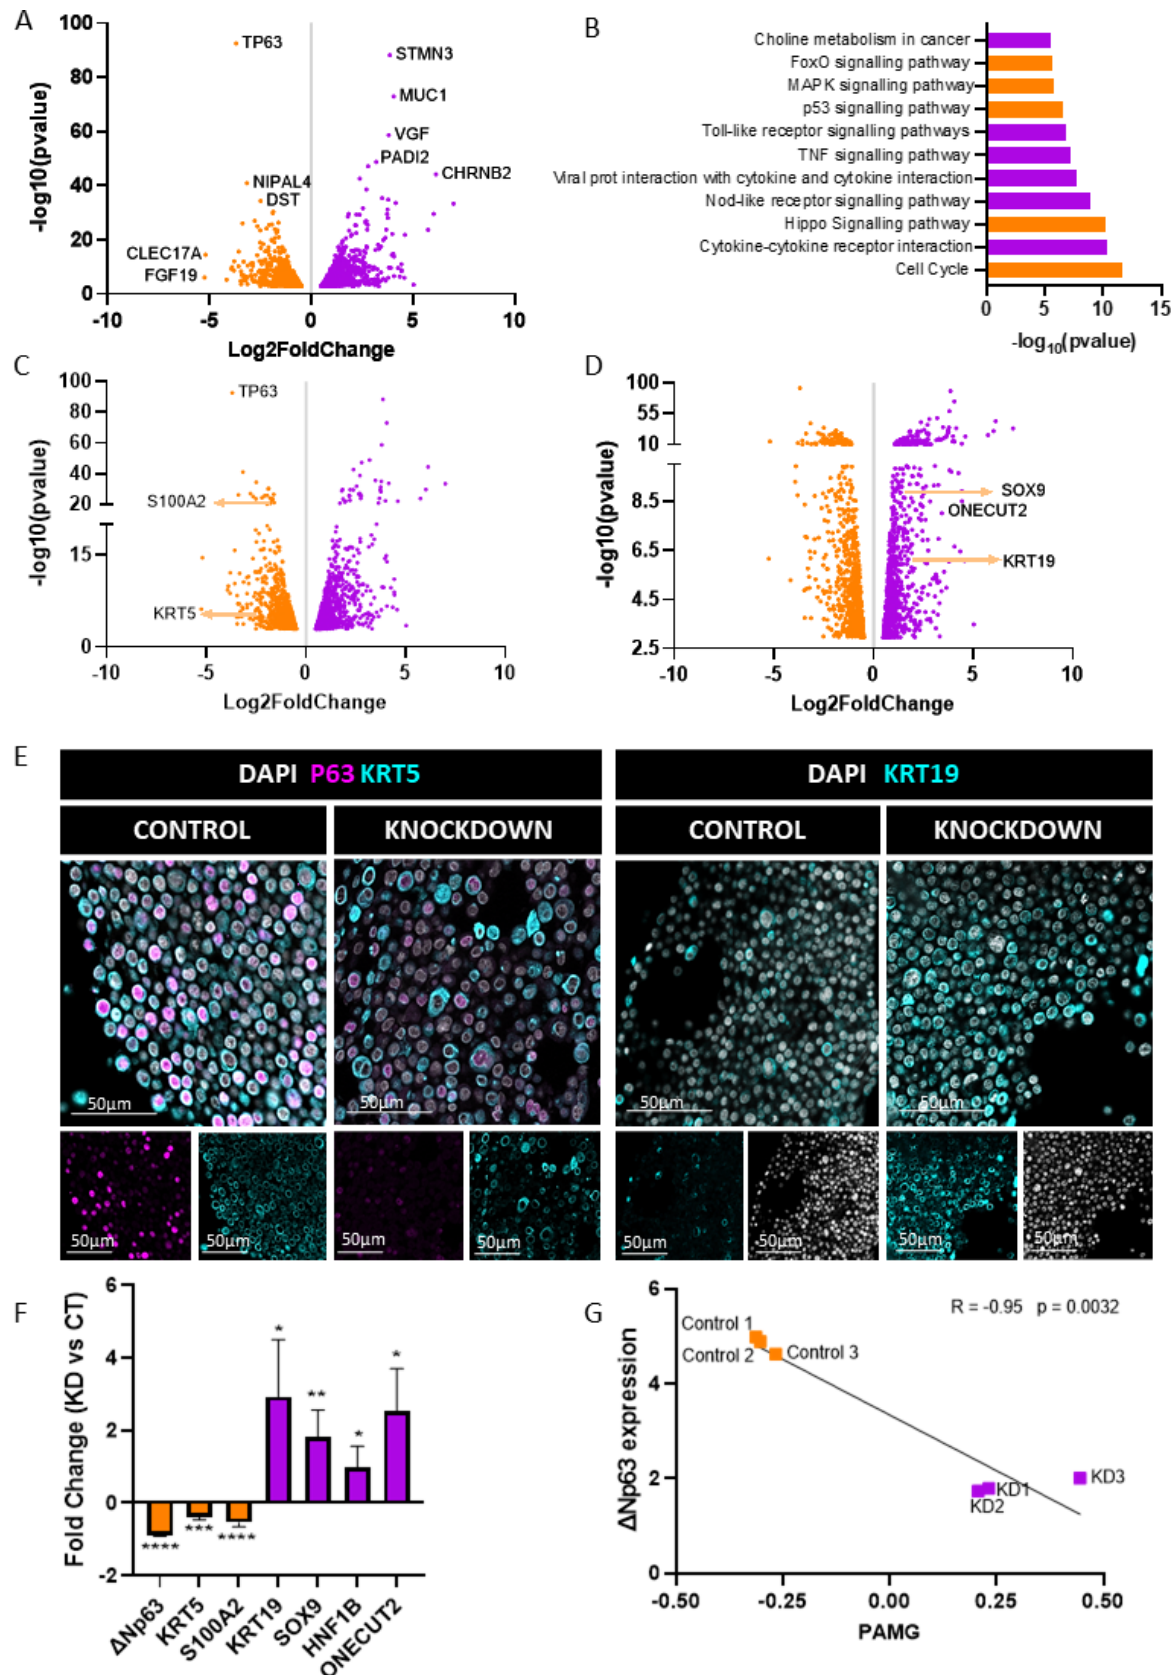 A
100
80
60
40
20
0
-log10(pvalue)
TP63
STMN3
MUC1
VGF
PADI2
CHRNB2
NIPAL4
DST
CLEC17A
FGF19
-10
-5
0
5
10
Log2FoldChange
B
Choline metabolism in cancer
FoxO signalling pathway
MAPK signalling pathway
p53 signalling pathway
Toll-like receptor signalling pathways
TNF signalling pathway
Viral prot interaction with cytokine and cytokine interaction
Nod-like receptor signalling pathway
Hippo Signalling pathway
Cytokine-cytokine receptor interaction
Cell Cycle
0
5
10
15
-log10(pvalue)
C
100
80
60
40
20
15
0
-log10(pvalue)
TP63
S100A2
KRT5
-10
-5
0
5
10
Log2FoldChange
D
100
55
10
8.5
6.5
4.5
2.5
-log10(pvalue)
SOX9
ONECUT2
KRT19
-10
-5
0
5
10
Log2FoldChange
E
DAPI P63 KRT5
DAPI KRT19
CONTROL
KNOCKDOWN
CONTROL
KNOCKDOWN
50µm
50µm
50µm
50µm
50µm
50µm
50µm
50µm
50µm
50µm
50µm
50µm
F
6
4
2
0
-2
Fold Change (KD vs CT)
****
***
****
*
**
*
*
ΔNp63
KRT5
S100A2
KRT19
SOX9
HNF1B
ONECUT2
G
6
4
2
0
ΔNp63 expression
R = -0.95 p = 0.0032
Control 1
Control 2
Control 3
KD1
KD2
KD3
-0.50
-0.25
0.00
0.25
0.50
PAMG